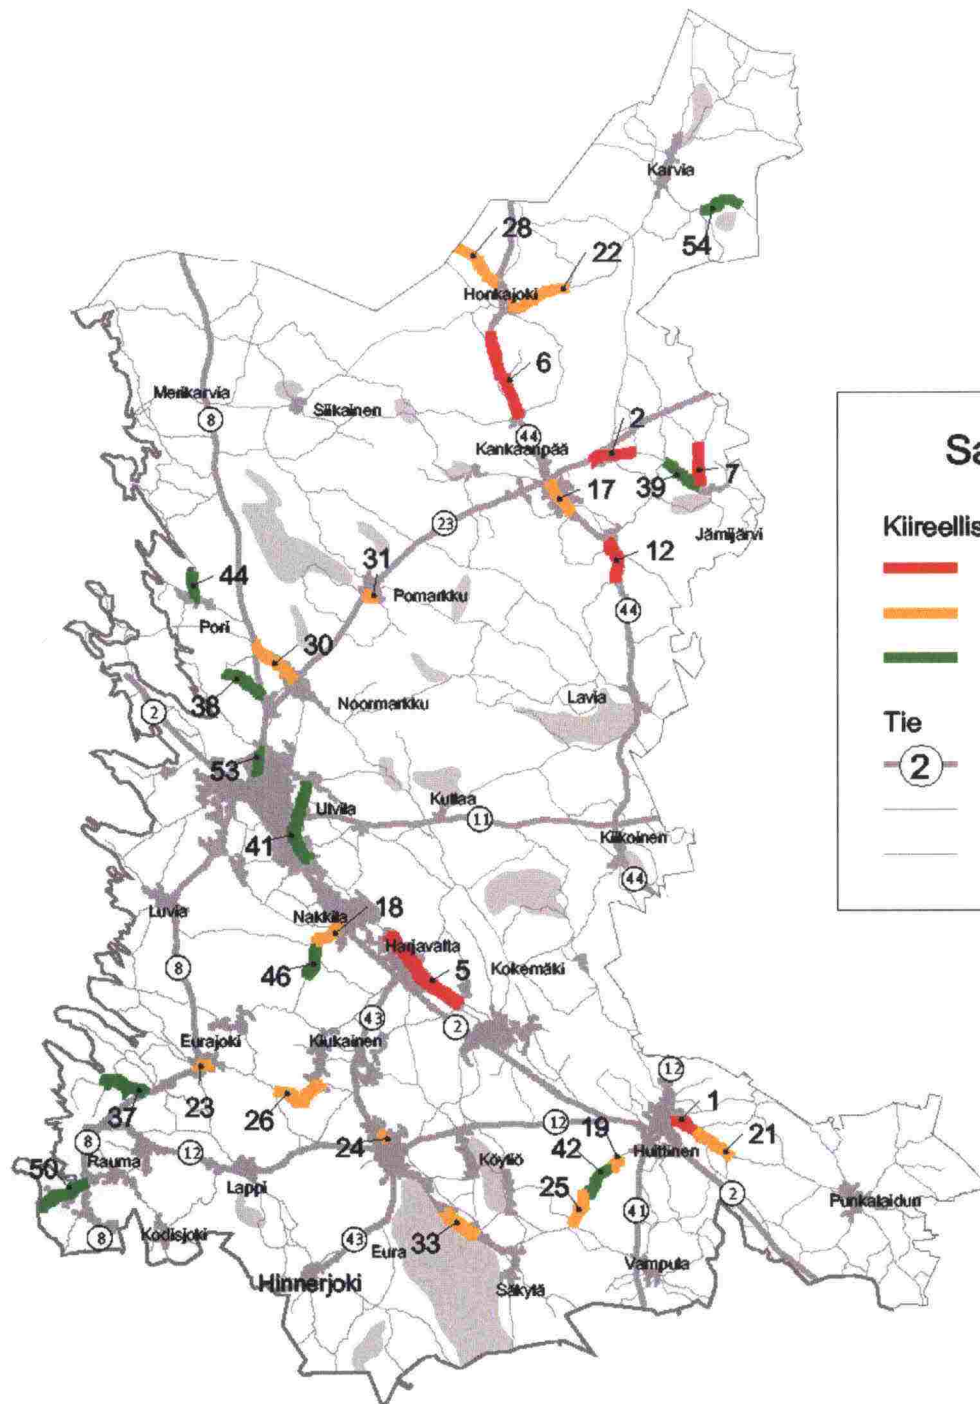 Karvia
54
28
22
Honkajoki
6
Merikarvia
8
Siikainen
44
2
Kankaanpää
39
7
17
Jämijärvi
23
12
31
44
Pomarkku
44
Pori
30
38
Noormarkku
Lavia
2
53
Ulvila
Kullaa
11
41
Kiikoinen
44
Luvia
Nakkila
18
Harjavalta
46
5
Kokemäki
8
43
2
Eurajoki
Kiukainen
12
37
23
26
1
8
12
24
12
19
21
42
Huittinen
50
Rauma
Lappi
Köyliö
25
41
2
Punkalaidun
8
Kodisjoki
43
Eura
33
Vampula
Hinnerjoki
Säkylä
Sa
Kiireellis
Tie
2